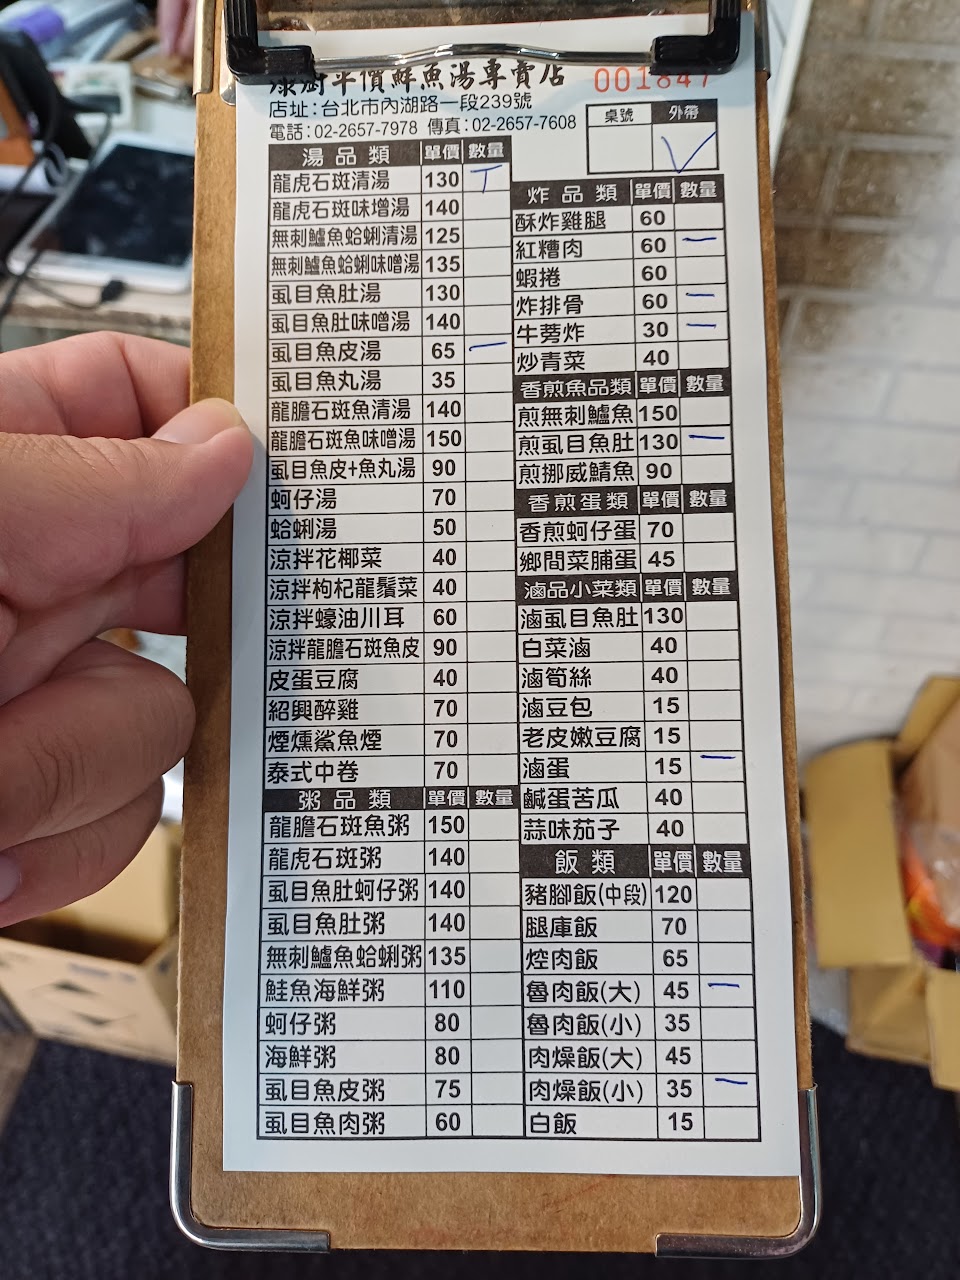 平價鮮魚湯專賣店 001847
店址:台北市內湖路一段239號
電話:02-2657-7978 傳真:02-2657-7608
桌號 外帶
湯品類 單價 數量
龍虎石斑清湯 130
龍虎石斑味增湯 140
無刺鱸魚蛤蜊清湯 125
無刺鱸魚蛤蜊味噌湯 135
虱目魚肚湯 130
虱目魚肚味噌湯 140
虱目魚皮湯 65 一
虱目魚丸湯 35
龍膽石斑魚清湯 140
龍膽石斑魚味噌湯 150
虱目魚皮+魚丸湯 90
蚵仔湯 70
蛤蜊湯 50
涼拌花椰菜 40
涼拌枸杞龍鬚菜 40
涼拌蠔油川耳 60
涼拌龍膽石斑魚皮 90
皮蛋豆腐 40
紹興醉雞 70
煙燻鯊魚煙 70
泰式中卷 70
粥品類 單價 數量
龍膽石斑魚粥 150
龍虎石斑粥 140
虱目魚肚蚵仔粥 140
虱目魚肚粥 140
無刺鱸魚蛤蜊粥 135
鮭魚海鮮粥 110
蚵仔粥 80
海鮮粥 80
虱目魚皮粥 75
虱目魚肉粥 60
炸品類 單價 數量
酥炸雞腿 60
紅糟肉 60 一
蝦捲 60
炸排骨 60 一
牛蒡炸 30 一
炒青菜 40
香煎魚品類 單價 數量
煎無刺鱸魚 150
煎虱目魚肚 130 一
煎挪威鯖魚 90
香煎蛋類 單價 數量
香煎蚵仔蛋 70
鄉間菜脯蛋 45
滷品小菜類 單價 數量
滷虱目魚肚 130
白菜滷 40
滷筍絲 40
滷豆包 15
老皮嫩豆腐 15
滷蛋 15 一
鹹蛋苦瓜 40
蒜味茄子 40
飯類 單價 數量
豬腳飯(中段) 120
腿庫飯 70
焢肉飯 65
魯肉飯(大) 45 一
魯肉飯(小) 35
肉燥飯(大) 45
肉燥飯(小) 35 一
白飯 15